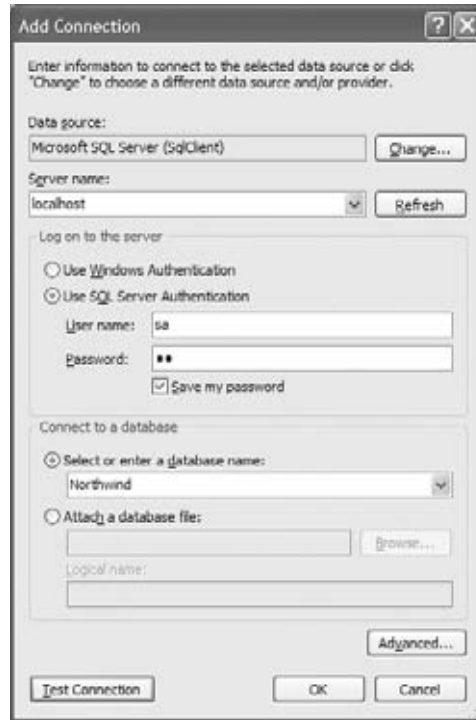 Add Connection
Enter information to connect to the selected data source or click
"Change" to choose a different data source and/or provider.
Data source:
Microsoft SQL Server (SqlClient)
Change...
Server name:
localhost
Refresh
Log on to the server
Use Windows Authentication
Use SQL Server Authentication
User name:
sa
Password:
●●
Save my password
Connect to a database
Select or enter a database name:
Northwind
Attach a database file:
Browse...
Logical name:
Advanced...
Test Connection
OK
Cancel